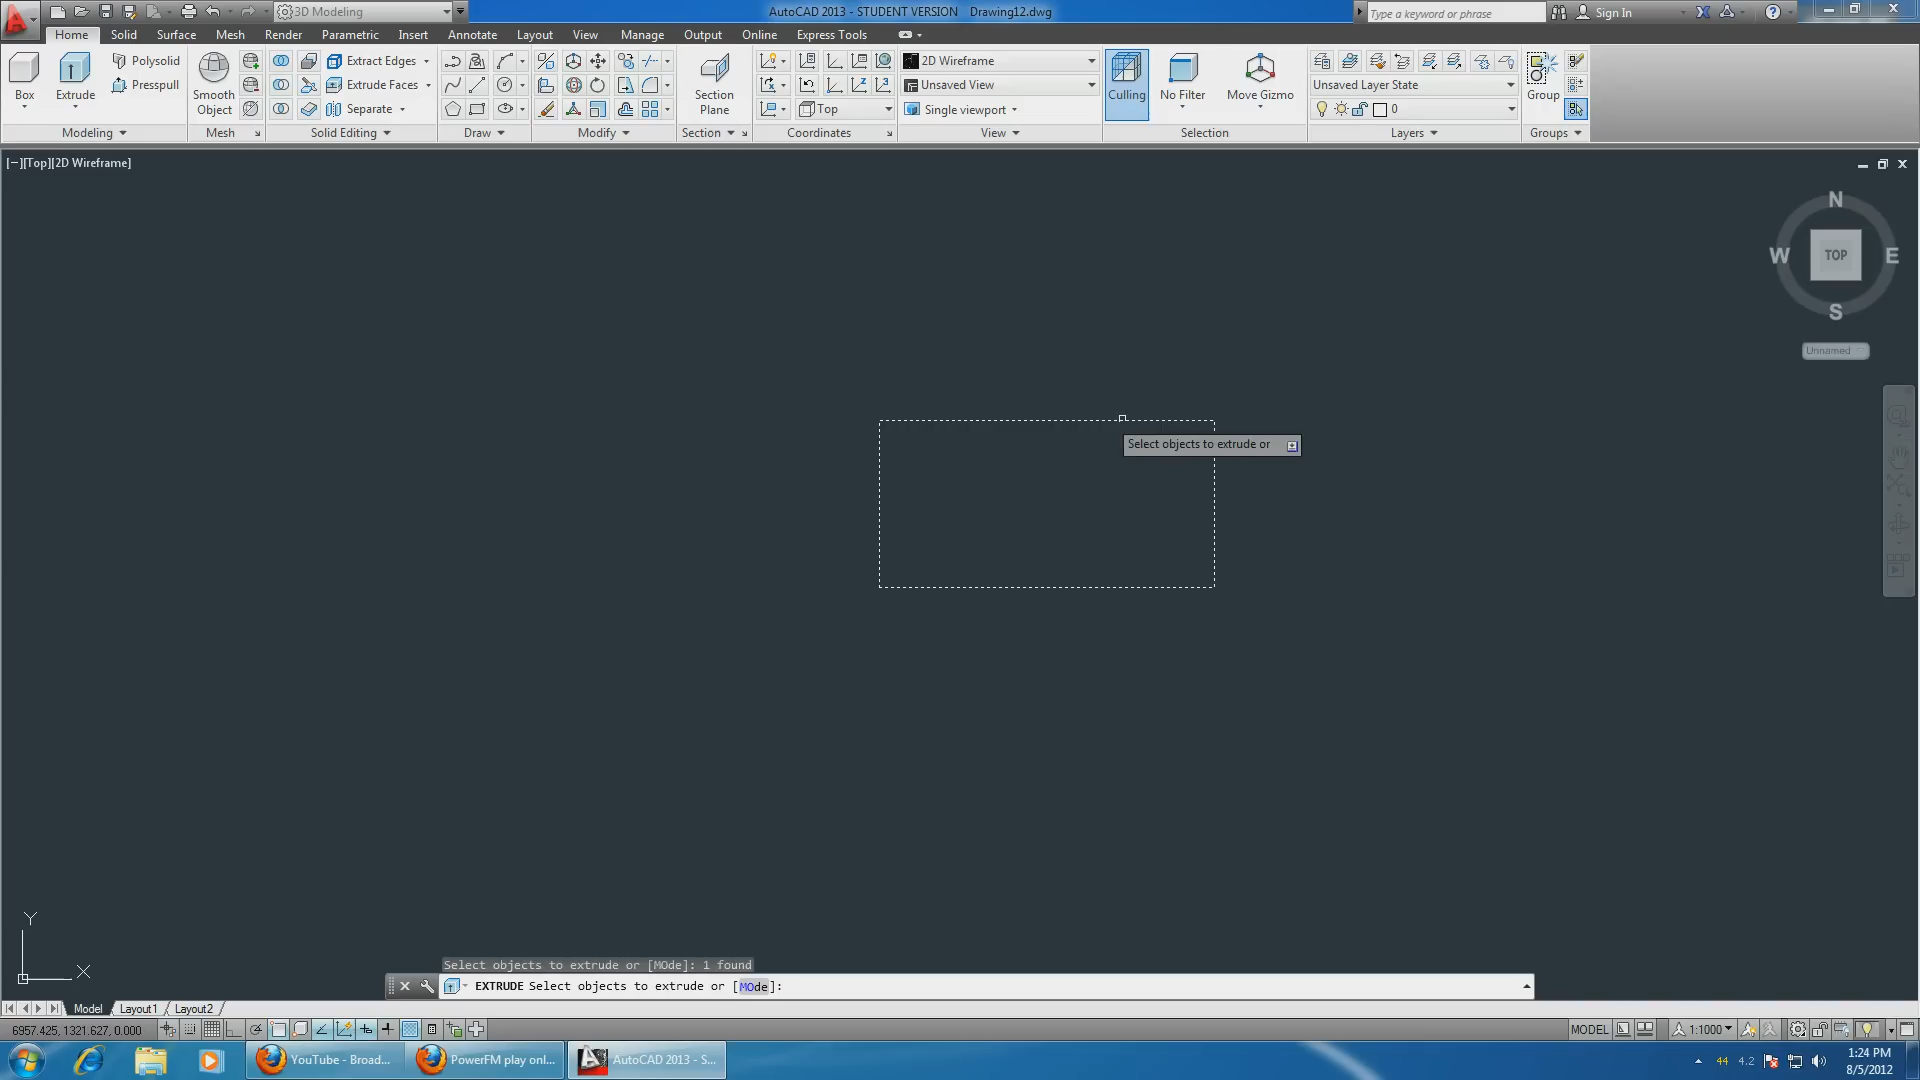 3D Modeling
AutoCAD 2013 - STUDENT VERSION    Drawing12.dwg
Type a keyword or phrase
Sign In
Home Solid Surface Mesh Render Parametric Insert Annotate Layout View Manage Output Online Express Tools
Box
Extrude
Polysolid
Presspull
Modeling
Smooth
Object
Mesh
Extract Edges
Extrude Faces
Separate
Solid Editing
Draw
Modify
Section
Plane
Section
Top
Coordinates
2D Wireframe
Unsaved View
Single viewport
View
Culling
No Filter
Move Gizmo
Selection
Unsaved Layer State
0
Layers
Group
Groups
[−][Top][2D Wireframe]
N
W TOP E
S
Unnamed
Select objects to extrude or
Y
X
Select objects to extrude or [MOde]: 1 found
EXTRUDE Select objects to extrude or [MOde]:
Model Layout1 Layout2
6957.425, 1321.627, 0.000
MODEL
1:1000
YouTube - Broad...
PowerFM play onl...
AutoCAD 2013 - S...
44 4.2
1:24 PM
8/5/2012